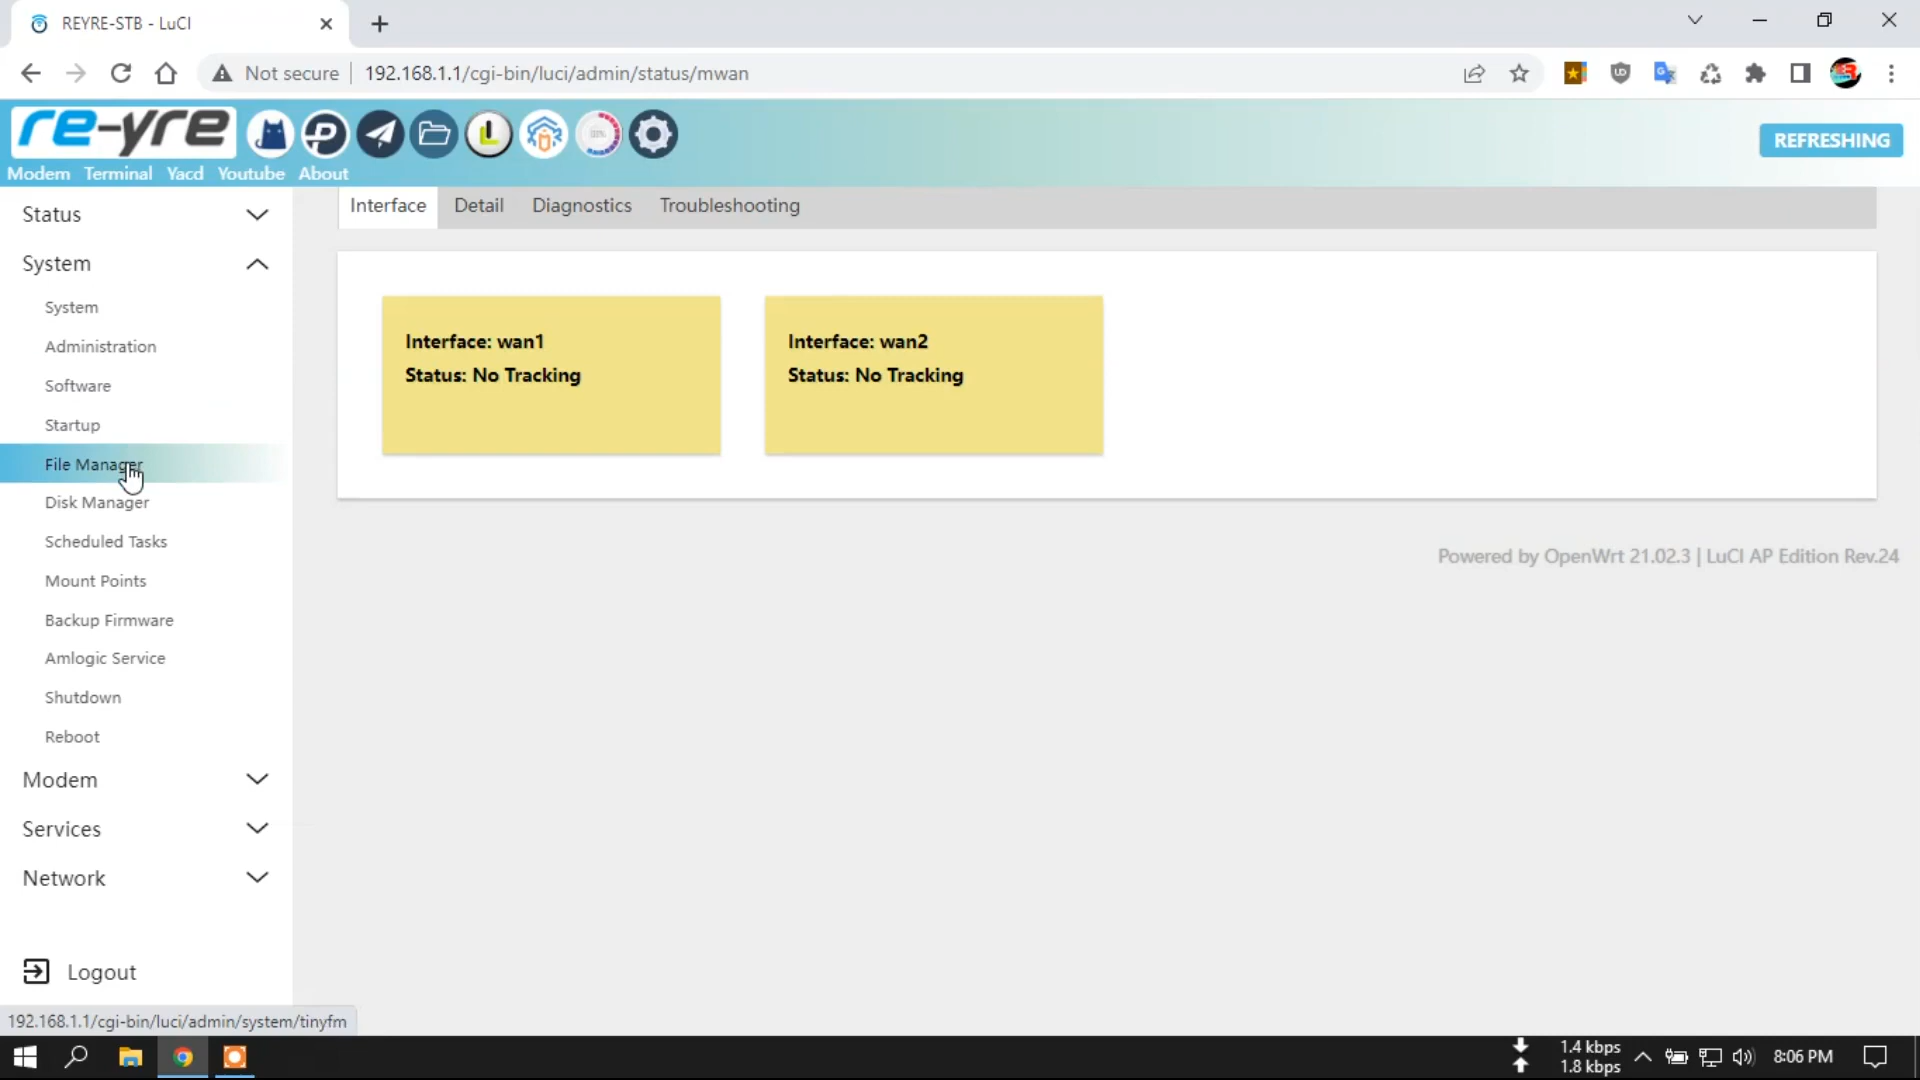 REYRE-STB - LuCI
Not secure
192.168.1.1/cgi-bin/luci/admin/status/mwan
re-yre
REFRESHING
Modem Terminal Yacd Youtube About
Status
System
System
Administration
Software
Startup
File Manager
Disk Manager
Scheduled Tasks
Mount Points
Backup Firmware
Amlogic Service
Shutdown
Reboot
Modem
Services
Network
Logout
Interface Detail Diagnostics Troubleshooting
Interface: wan1
Status: No Tracking
Interface: wan2
Status: No Tracking
Powered by OpenWrt 21.02.3 | LuCI AP Edition Rev.24
192.168.1.1/cgi-bin/luci/admin/system/tinyfm
1.4 kbps
1.8 kbps
8:06 PM